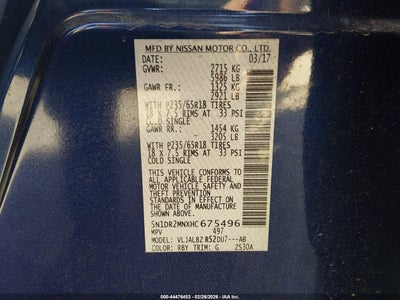 MFD BY NISSAN MOTOR CO., LTD.
DATE: 03/17
GVWR: 2715 KG
5986 LB
GAWR FR.: 1325 KG
2921 LB
WITH P235/65R18 TIRES
18 X 7.5 RIMS AT 33 PSI
COLD SINGLE
GAWR RR.: 1454 KG
3205 LB
WITH P235/65R18 TIRES
18 X 7.5 RIMS AT 33 PSI
COLD SINGLE
THIS VEHICLE CONFORMS TO
ALL APPLICABLE FEDERAL
MOTOR VEHICLE SAFETY AND
THEFT PREVENTION STANDARDS
IN EFFECT ON THE DATE OF
MANUFACTURE SHOWN ABOVE.
5N1DR2MNXHC675496
MPV 497
MODEL: VLJALBZ R52DU7---AB
COLOR: RBY TRIM: G ZS30A
© 000-44476453 | 02/26/2026 - IAA, Inc.